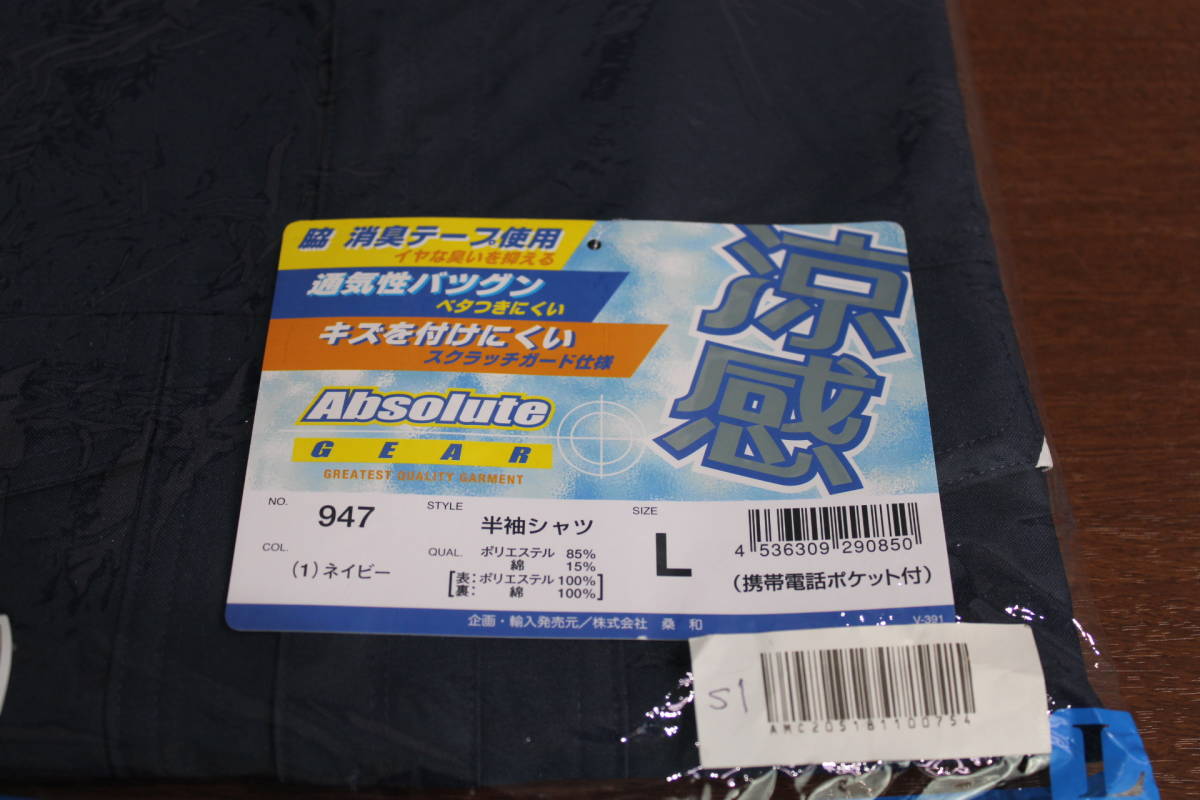 脇 消臭テープ使用
イヤな臭いを抑える
通気性バツグン
ベタつきにくい
キズを付けにくい
スクラッチガード仕様
涼感
Absolute
GEAR
GREATEST QUALITY GARMENT
NO. 947
STYLE 半袖シャツ
SIZE L
COL. (1)ネイビー
QUAL. ポリエステル 85%
綿 15%
[表:ポリエステル 100%
裏: 綿 100%]
4 536309 290850
(携帯電話ポケット付)
企画・輸入発売元/株式会社 桑和
V-391
S1
AMC205181100754
L